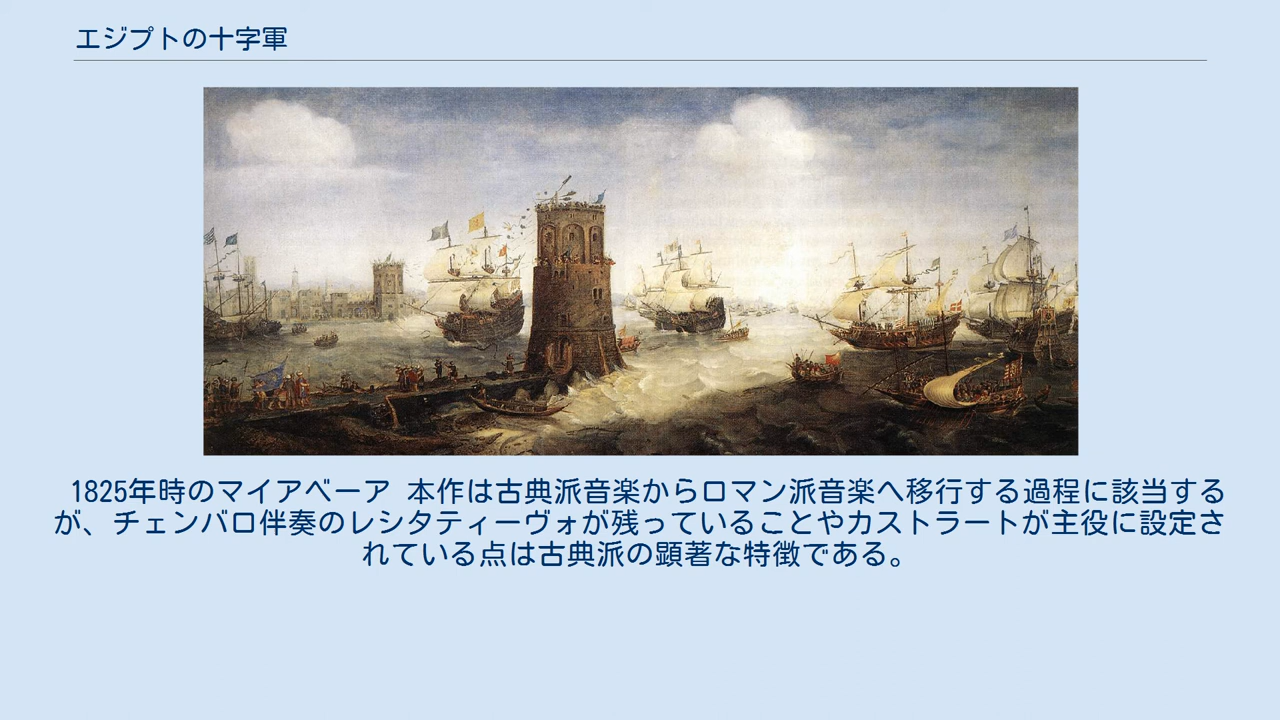 エジプトの十字軍
1825年時のマイアベーア 本作は古典派音楽からロマン派音楽へ移行する過程に該当する
が、チェンバロ伴奏のレシタティーヴォが残っていることやカストラートが主役に設定さ
れている点は古典派の顕著な特徴である。